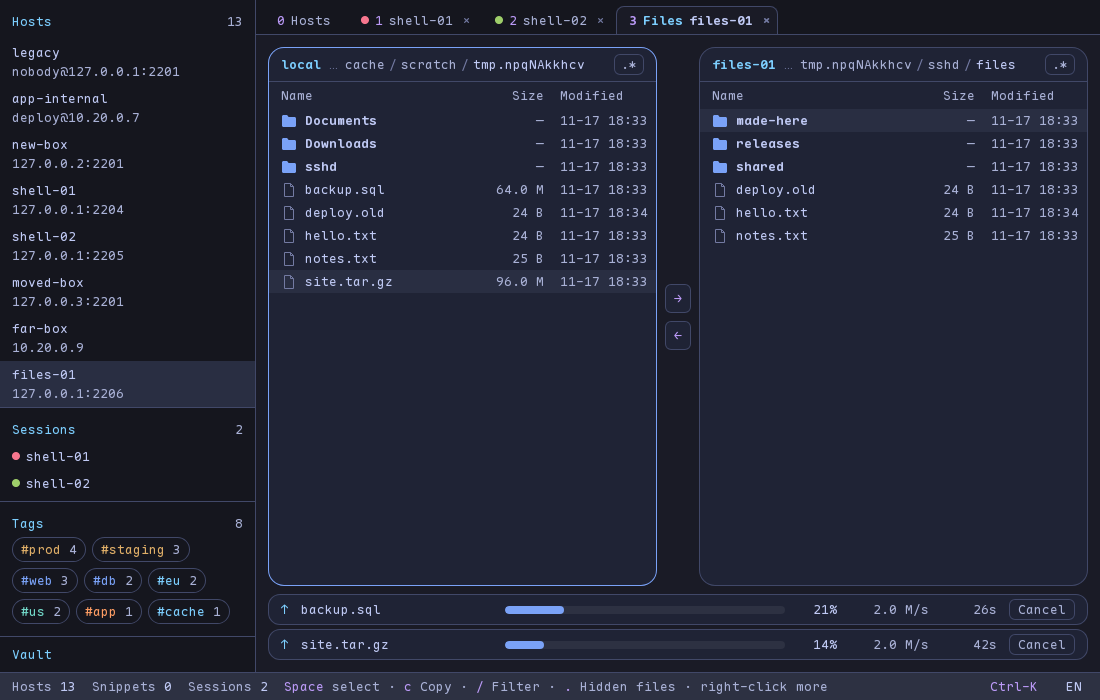 Hosts 13
legacy
nobody@127.0.0.1:2201
app-internal
deploy@10.20.0.7
new-box
127.0.0.2:2201
shell-01
127.0.0.1:2204
shell-02
127.0.0.1:2205
moved-box
127.0.0.3:2201
far-box
10.20.0.9
files-01
127.0.0.1:2206
Sessions 2
shell-01
shell-02
Tags 8
#prod 4 #staging 3
#web 3 #db 2 #eu 2
#us 2 #app 1 #cache 1
Vault
0 Hosts 1 shell-01 × 2 shell-02 × 3 Files files-01 ×
local … cache / scratch / tmp.npqNAkkhcv .*
Name Size Modified
Documents — 11-17 18:33
Downloads — 11-17 18:33
sshd — 11-17 18:33
backup.sql 64.0 M 11-17 18:33
deploy.old 24 B 11-17 18:34
hello.txt 24 B 11-17 18:33
notes.txt 25 B 11-17 18:33
site.tar.gz 96.0 M 11-17 18:33
→
←
files-01 … tmp.npqNAkkhcv / sshd / files .*
Name Size Modified
made-here — 11-17 18:33
releases — 11-17 18:33
shared — 11-17 18:33
deploy.old 24 B 11-17 18:33
hello.txt 24 B 11-17 18:34
notes.txt 25 B 11-17 18:33
↑ backup.sql 21% 2.0 M/s 26s Cancel
↑ site.tar.gz 14% 2.0 M/s 42s Cancel
Hosts 13 Snippets 0 Sessions 2 Space select · c Copy · / Filter · . Hidden files · right-click more Ctrl-K EN